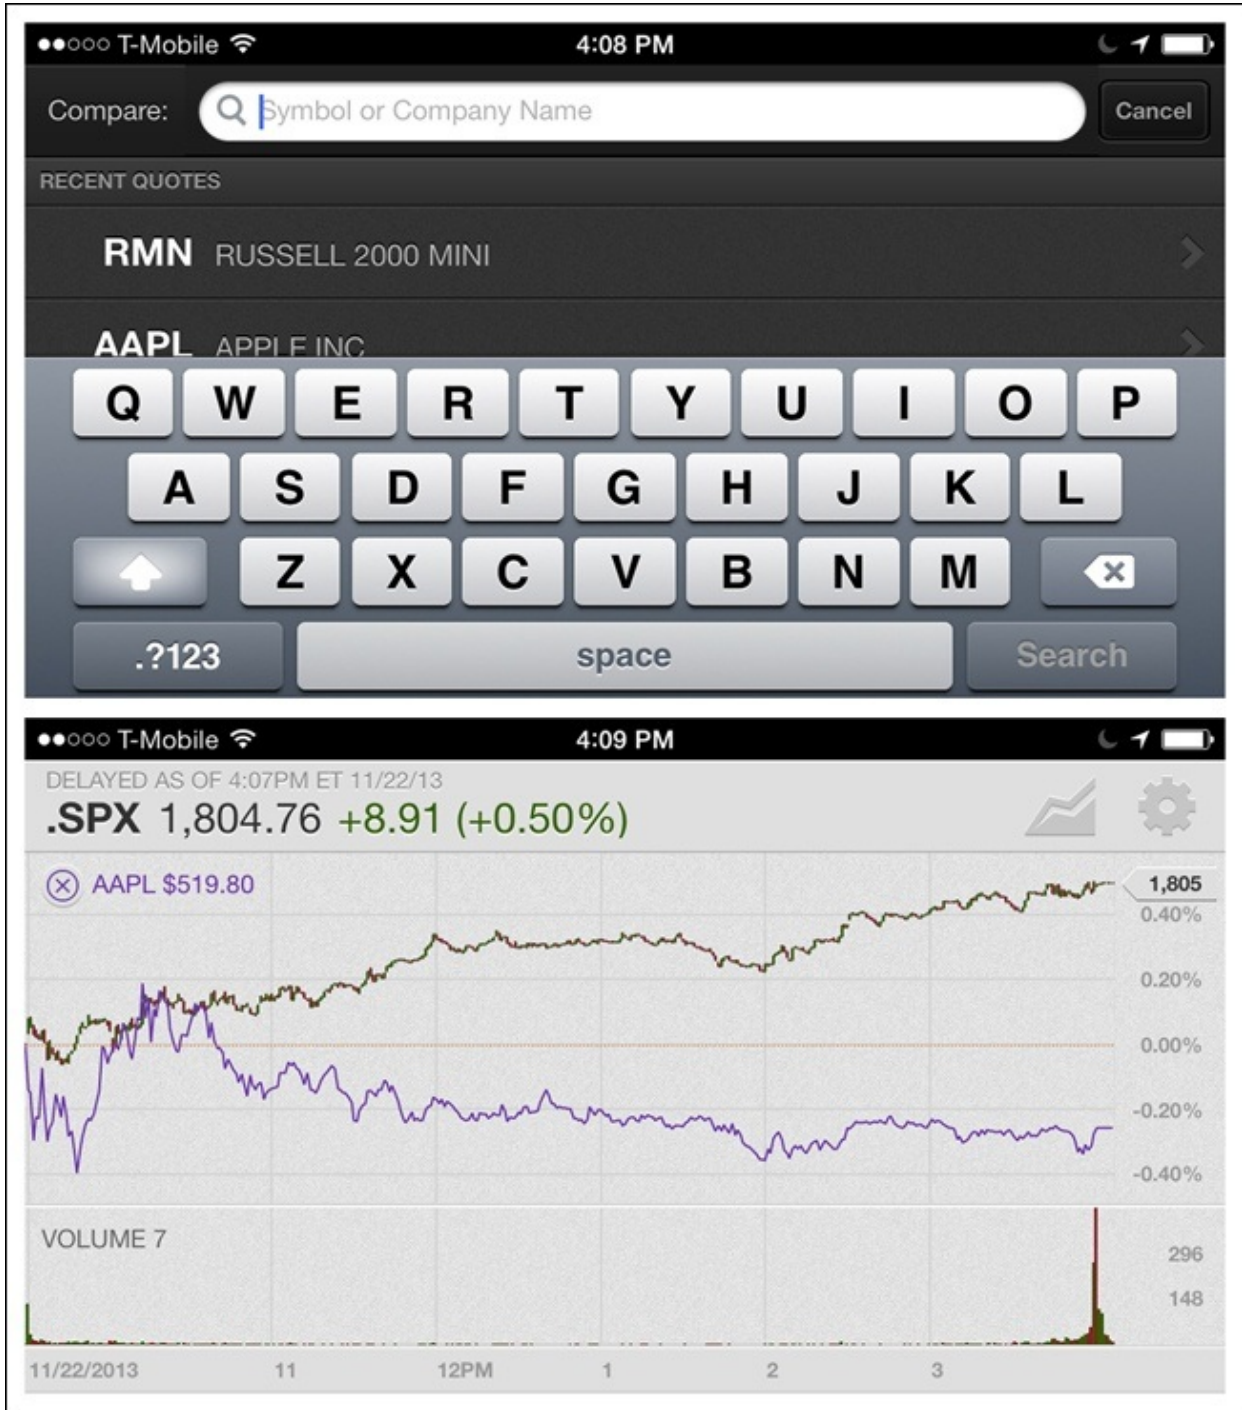 T-Mobile 4:08 PM
Compare: Symbol or Company Name Cancel
RECENT QUOTES
RMN RUSSELL 2000 MINI
AAPL APPLE INC
Q W E R T Y U I O P
A S D F G H J K L
Z X C V B N M
.?123 space Search
T-Mobile 4:09 PM
DELAYED AS OF 4:07PM ET 11/22/13
.SPX 1,804.76 +8.91 (+0.50%)
AAPL $519.80 1,805
0.40%
0.20%
0.00%
-0.20%
-0.40%
VOLUME 7
296
148
11/22/2013 11 12PM 1 2 3